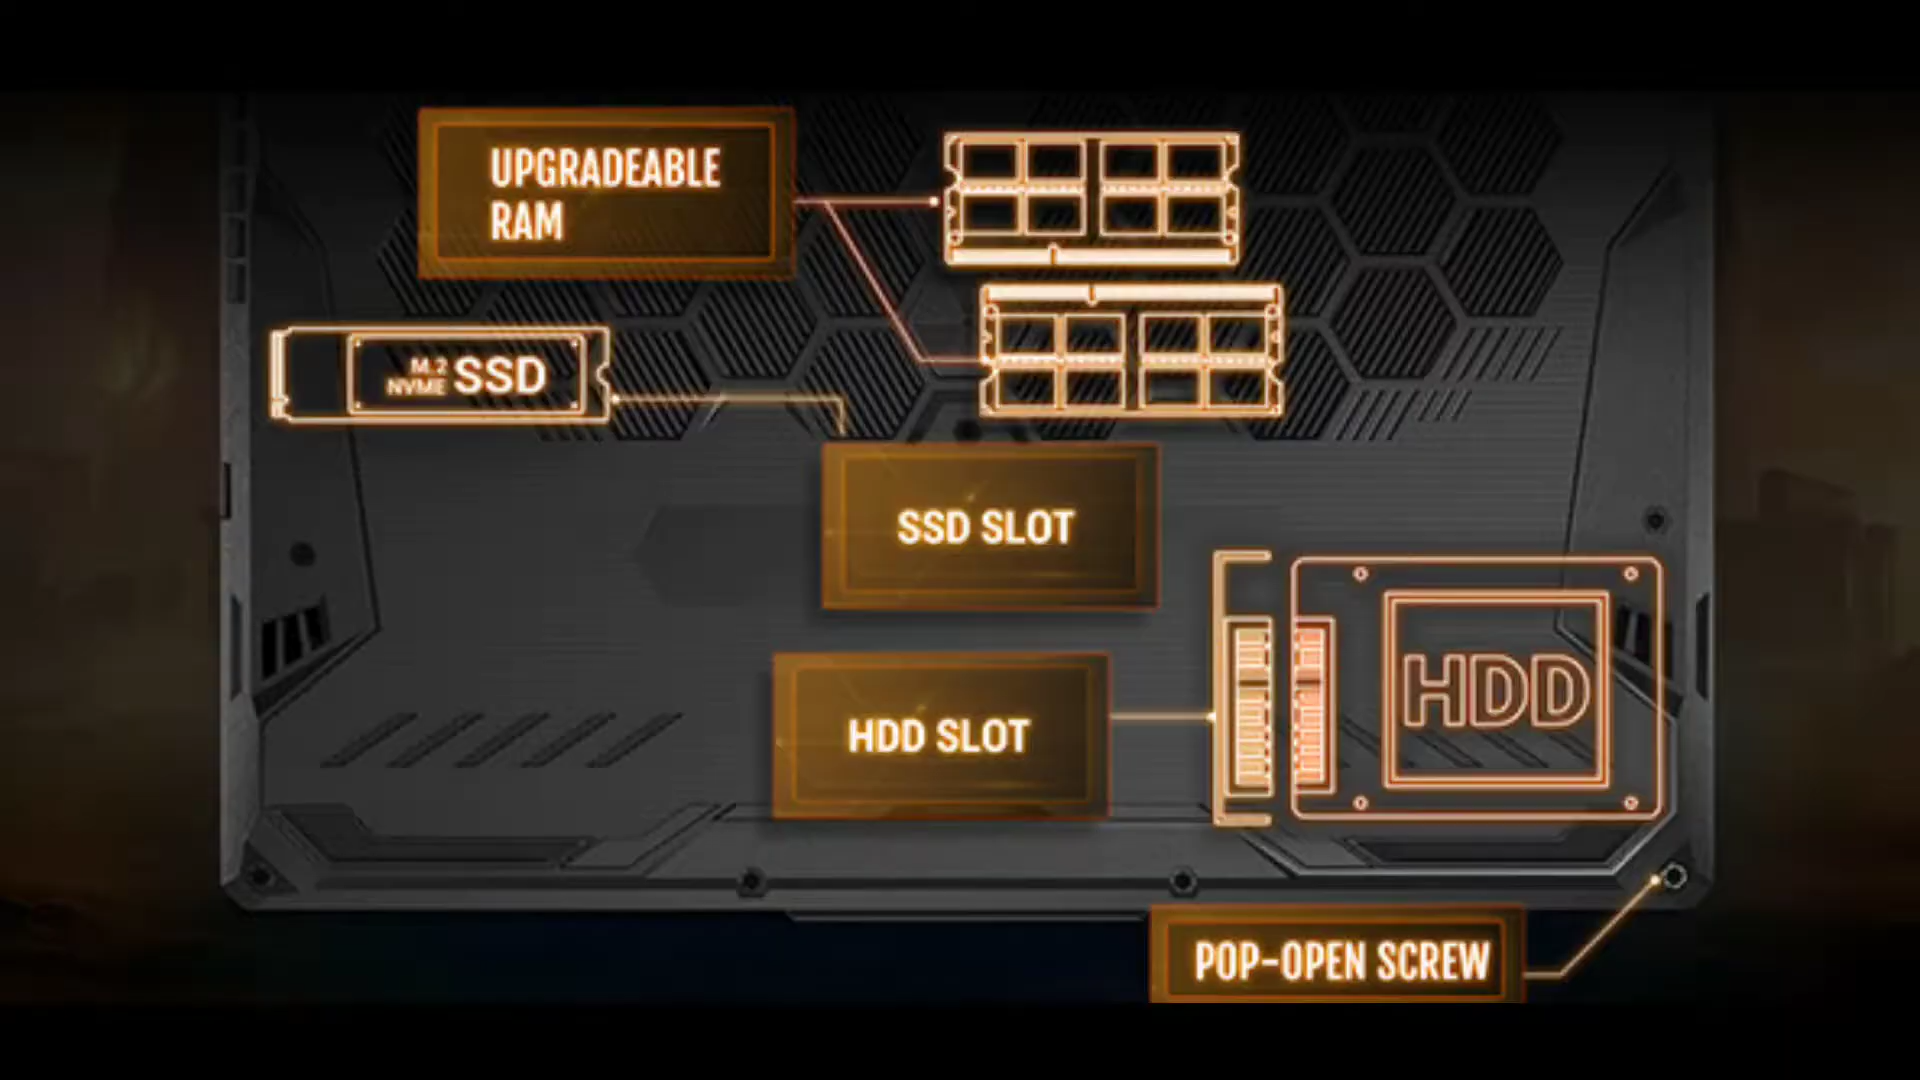 UPGRADEABLE
RAM
M.2
NVME SSD
SSD SLOT
HDD SLOT
HDD
POP-OPEN SCREW